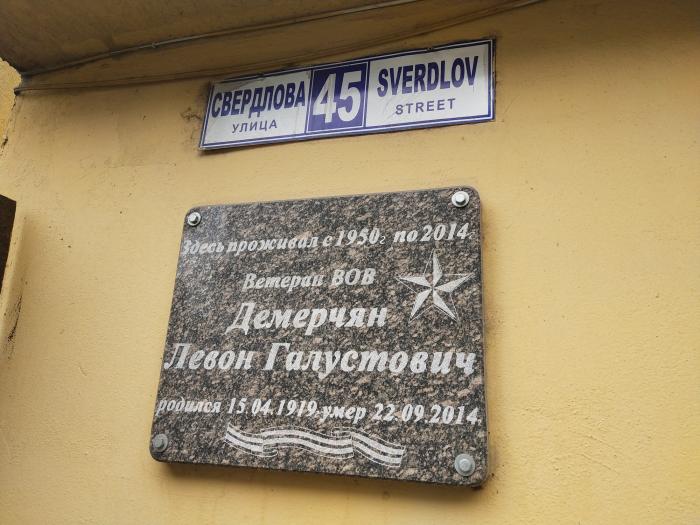 СВЕРДЛОВА 45 SVERDLOV
УЛИЦА STREET
Здесь проживал с 1950г по 2014
Ветеран ВОВ
Демерчян
Левон Галустович
родился 15.04.1919.умер 22.09.2014.